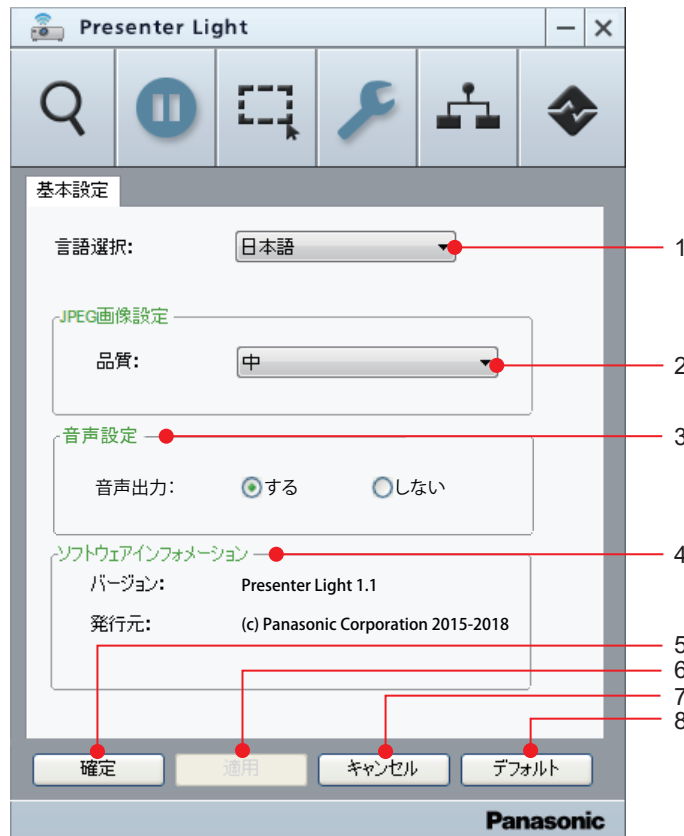 Presenter Light
基本設定
言語選択: 日本語 1
JPEG画像設定
品質: 中 2
音声設定 3
音声出力: する しない
ソフトウェアインフォメーション 4
バージョン: Presenter Light 1.1
発行元: (c) Panasonic Corporation 2015-2018
5
6
7
8
確定 適用 キャンセル デフォルト
Panasonic